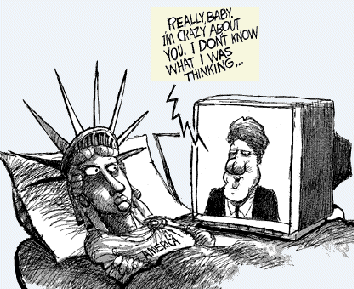 REALLY, BABY.
I'M CRAZY ABOUT
YOU. I DON'T KNOW
WHAT I WAS
THINKING...
AMERICA